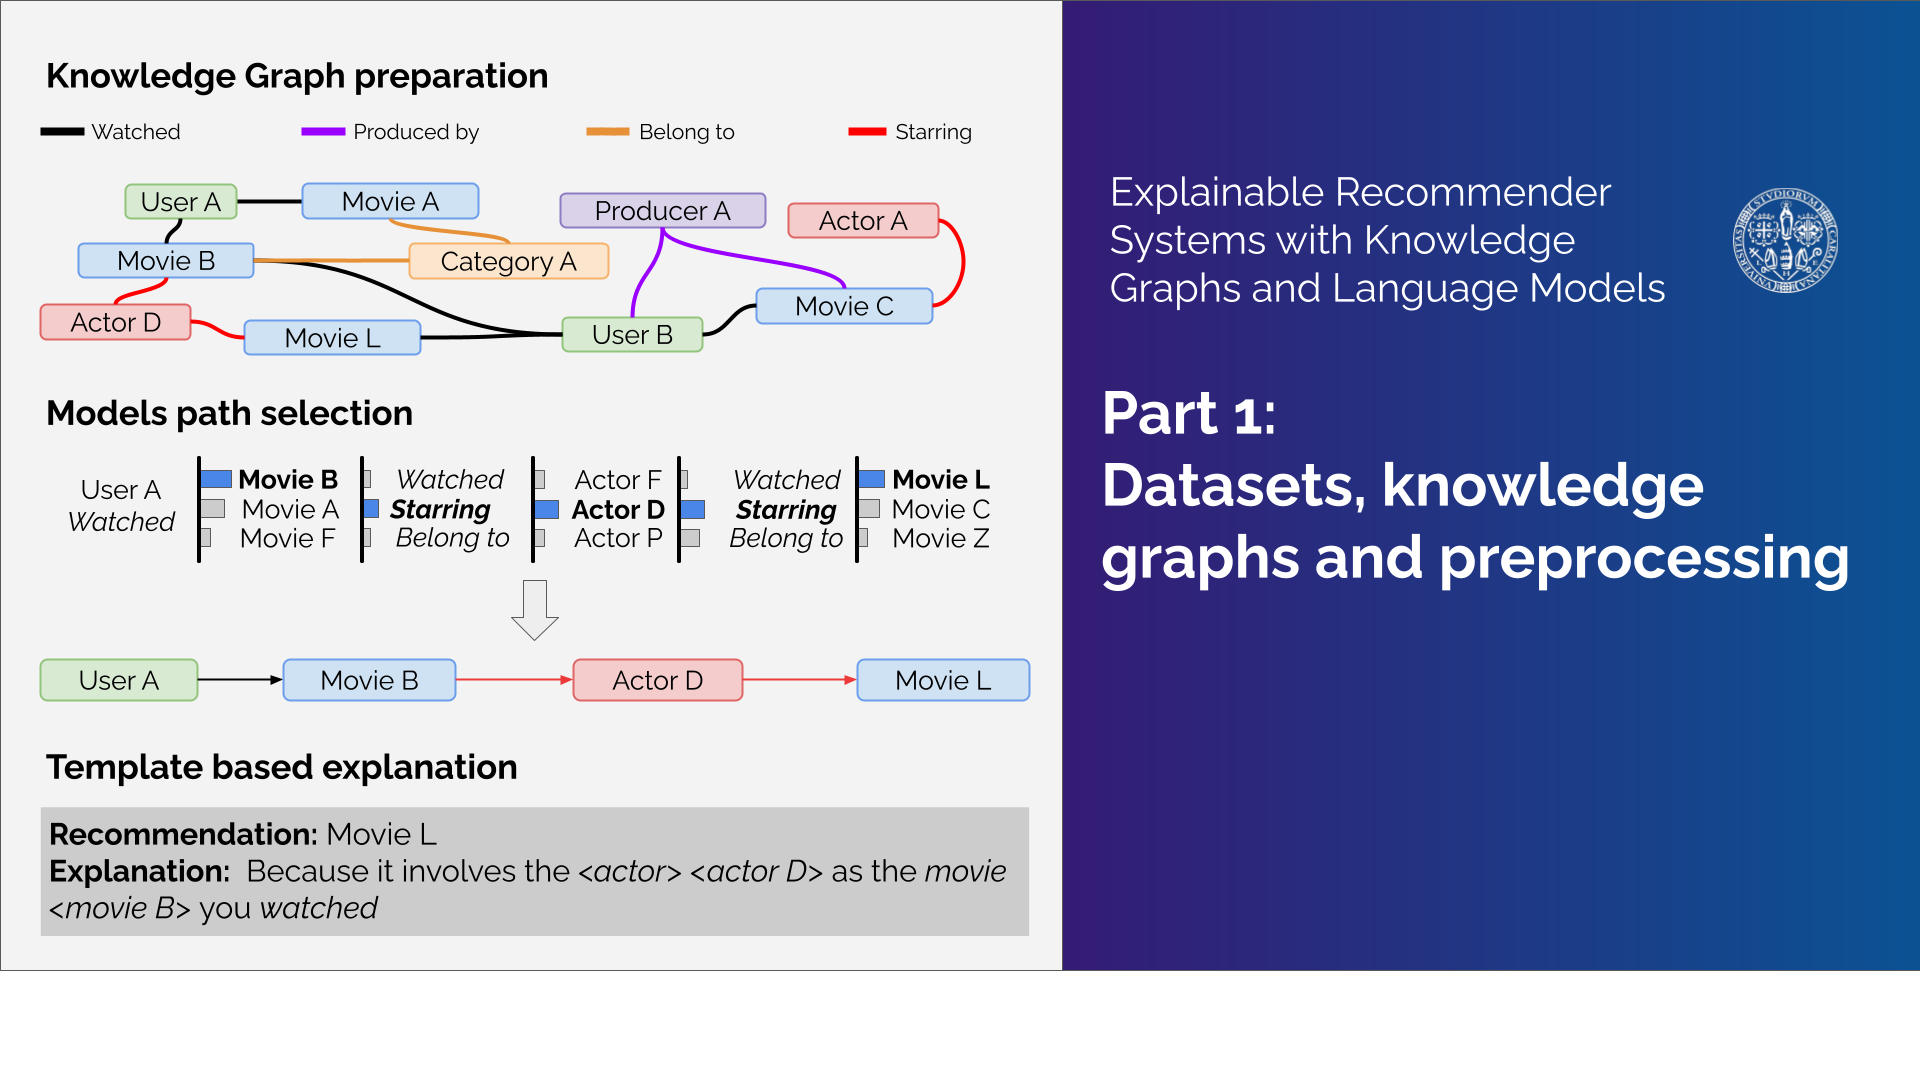 Knowledge Graph preparation
Watched
Produced by
Belong to
Starring
User A
Movie A
Producer A
Actor A
Movie B
Category A
Actor D
Movie L
User B
Movie C
Models path selection
User A
Watched
Movie B
Movie A
Movie F
Watched
Starring
Belong to
Actor F
Actor D
Actor P
Watched
Starring
Belong to
Movie L
Movie C
Movie Z
User A
Movie B
Actor D
Movie L
Template based explanation
Recommendation: Movie L
Explanation: Because it involves the <actor> <actor D> as the movie
<movie B> you watched
Explainable Recommender
Systems with Knowledge
Graphs and Language Models
Part 1:
Datasets, knowledge
graphs and preprocessing